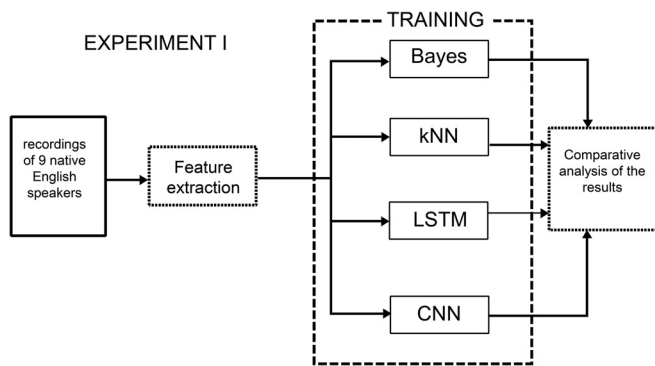 TRAINING
EXPERIMENT I
Bayes
recordings
of 9 native
English
speakers
Feature
extraction
kNN
LSTM
CNN
Comparative
analysis of the
results